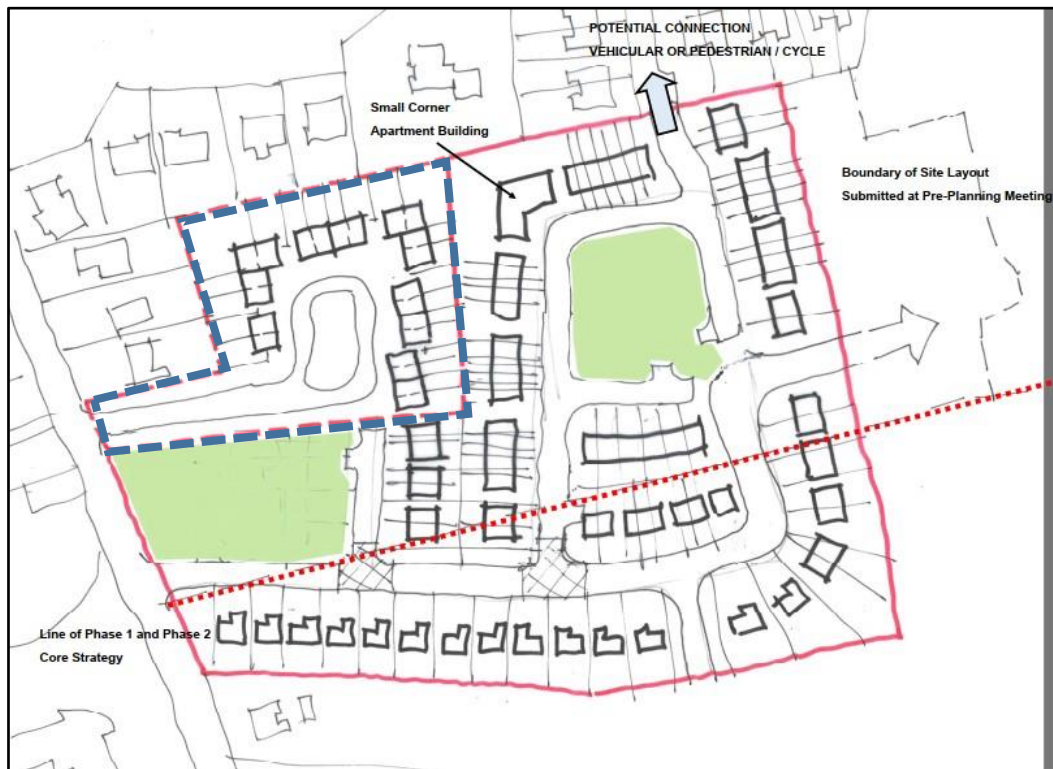 POTENTIAL CONNECTION
VEHICULAR OR PEDESTRIAN / CYCLE
Small Corner
Apartment Building
Boundary of Site Layout
Submitted at Pre-Planning Meeting
Line of Phase 1 and Phase 2
Core Strategy